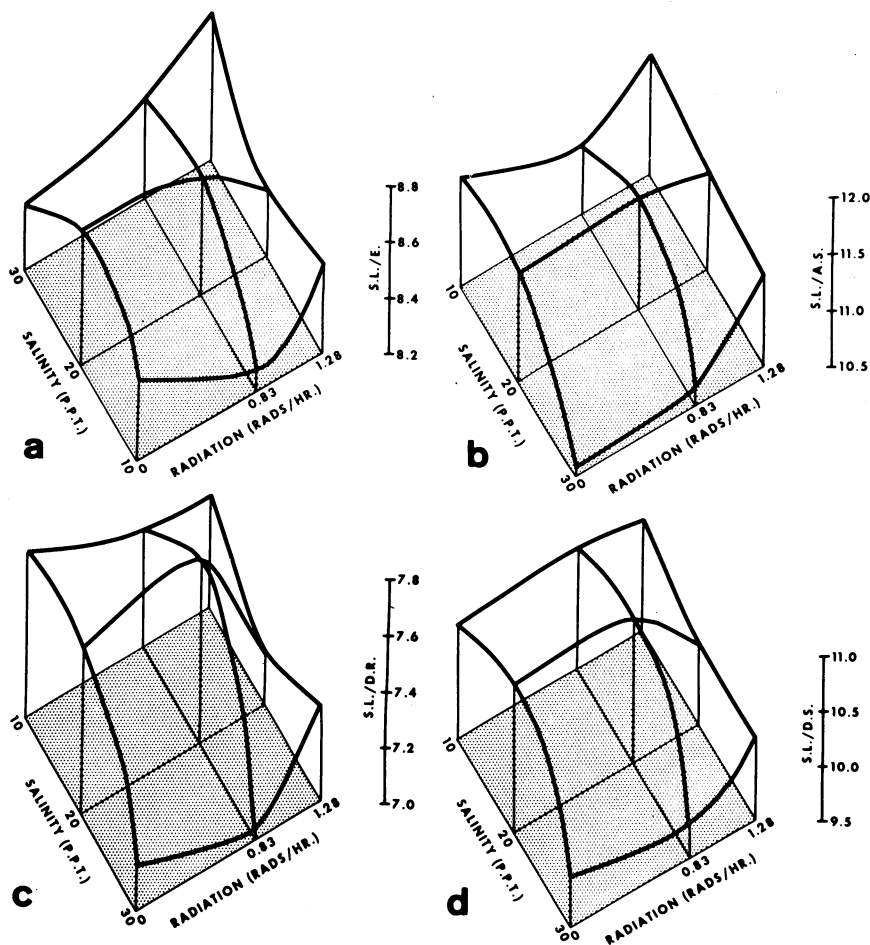 8.8
8.6
8.4
8.2
S.L./E.
30
20
10
SALINITY (P.P.T.)
0
0.83
1.28
RADIATION (RADS/HR.)
a
12.0
11.5
11.0
10.5
S.L./A.S.
10
20
30
SALINITY (P.P.T.)
0
0.83
1.28
RADIATION (RADS/HR.)
b
7.8
7.6
7.4
7.2
7.0
S.L./D.R.
10
20
30
SALINITY (P.P.T.)
0
0.83
1.28
RADIATION (RADS/HR.)
c
11.0
10.5
10.0
9.5
S.L./D.S.
10
20
30
SALINITY (P.P.T.)
0
0.83
1.28
RADIATION (RADS/HR.)
d